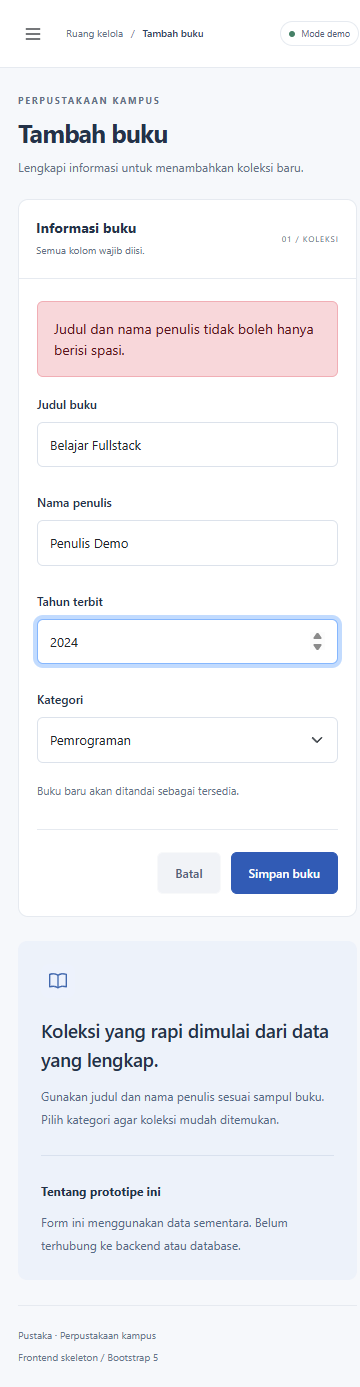 Ruang kelola / Tambah buku
Mode demo
PERPUSTAKAAN KAMPUS
Tambah buku
Lengkapi informasi untuk menambahkan koleksi baru.
Informasi buku
Semua kolom wajib diisi.
01 / KOLEKSI
Judul dan nama penulis tidak boleh hanya
berisi spasi.
Judul buku
Belajar Fullstack
Nama penulis
Penulis Demo
Tahun terbit
2024
Kategori
Pemrograman
Buku baru akan ditandai sebagai tersedia.
Batal
Simpan buku
Koleksi yang rapi dimulai dari data
yang lengkap.
Gunakan judul dan nama penulis sesuai sampul buku.
Pilih kategori agar koleksi mudah ditemukan.
Tentang prototipe ini
Form ini menggunakan data sementara. Belum
terhubung ke backend atau database.
Pustaka · Perpustakaan kampus
Frontend skeleton / Bootstrap 5